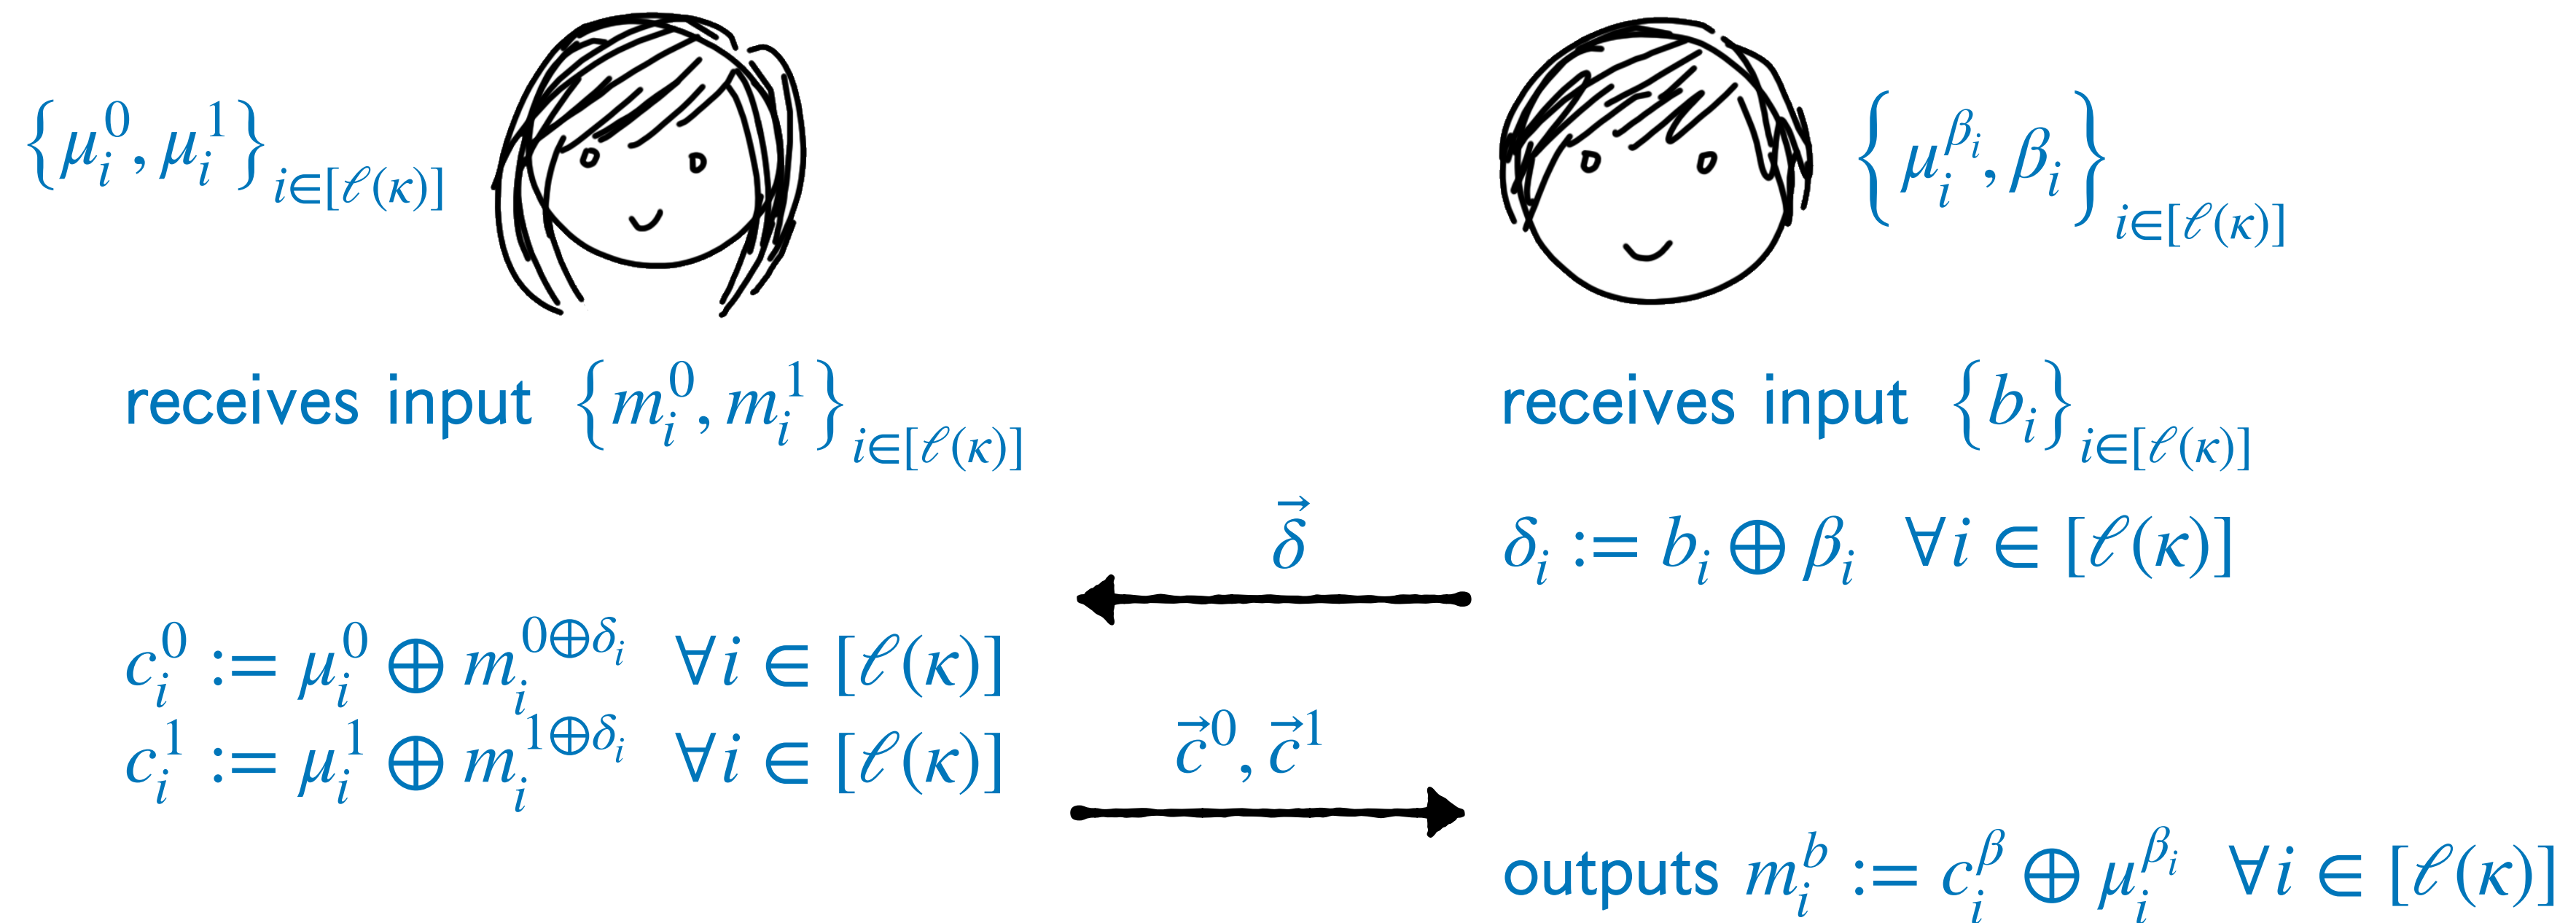 {μ_i^0, μ_i^1}_{i∈[ℓ(κ)]}
{μ_i^{β_i}, β_i}_{i∈[ℓ(κ)]}
receives input {m_i^0, m_i^1}_{i∈[ℓ(κ)]}
receives input {b_i}_{i∈[ℓ(κ)]}
δ⃗
δ_i := b_i ⊕ β_i ∀i ∈ [ℓ(κ)]
c_i^0 := μ_i^0 ⊕ m_i^{0⊕δ_i} ∀i ∈ [ℓ(κ)]
c_i^1 := μ_i^1 ⊕ m_i^{1⊕δ_i} ∀i ∈ [ℓ(κ)]
c⃗^0, c⃗^1
outputs m_i^b := c_i^β ⊕ μ_i^{β_i} ∀i ∈ [ℓ(κ)]